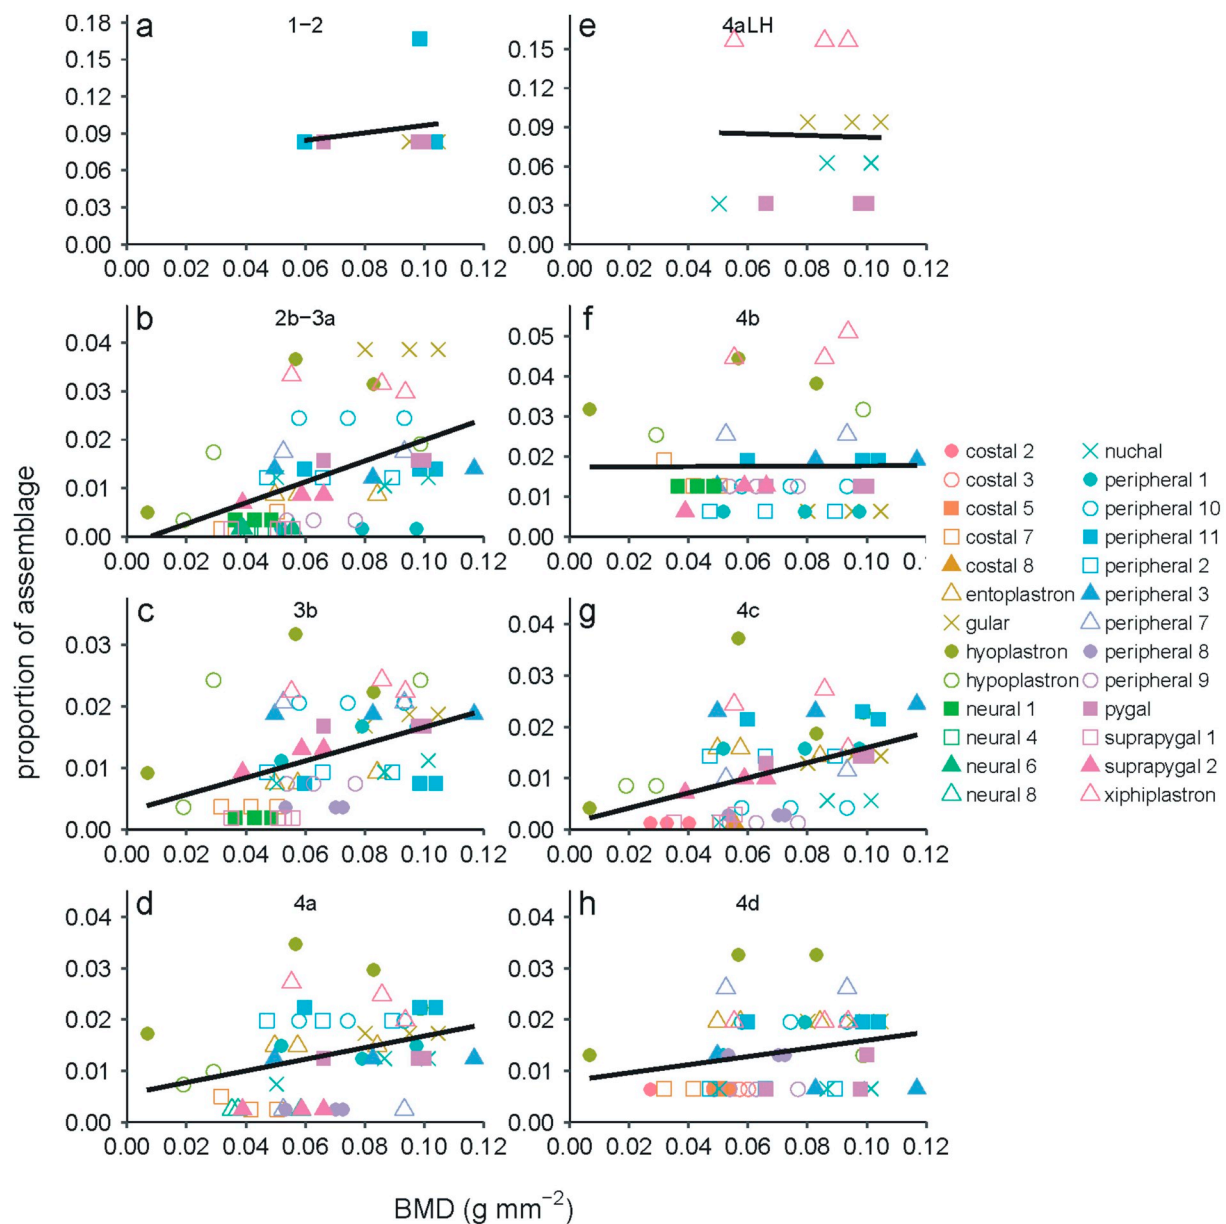 a
1−2
0.18
0.15
0.12
0.09
0.06
0.03
0.00
0.00 0.02 0.04 0.06 0.08 0.10 0.12
e
4aLH
0.15
0.12
0.09
0.06
0.03
0.00
0.00 0.02 0.04 0.06 0.08 0.10 0.12
b
2b−3a
0.04
0.03
0.02
0.01
0.00
0.00 0.02 0.04 0.06 0.08 0.10 0.12
f
4b
0.05
0.04
0.03
0.02
0.01
0.00
0.00 0.02 0.04 0.06 0.08 0.10 0.12
c
3b
0.03
0.02
0.01
0.00
0.00 0.02 0.04 0.06 0.08 0.10 0.12
g
4c
0.04
0.03
0.02
0.01
0.00
0.00 0.02 0.04 0.06 0.08 0.10 0.12
d
4a
0.04
0.03
0.02
0.01
0.00
0.00 0.02 0.04 0.06 0.08 0.10 0.12
h
4d
0.04
0.03
0.02
0.01
0.00
0.00 0.02 0.04 0.06 0.08 0.10 0.12
proportion of assemblage
BMD (g mm⁻²)
costal 2
costal 3
costal 5
costal 7
costal 8
entoplastron
gular
hyoplastron
hypoplastron
neural 1
neural 4
neural 6
neural 8
nuchal
peripheral 1
peripheral 10
peripheral 11
peripheral 2
peripheral 3
peripheral 7
peripheral 8
peripheral 9
pygal
suprapygal 1
suprapygal 2
xiphiplastron